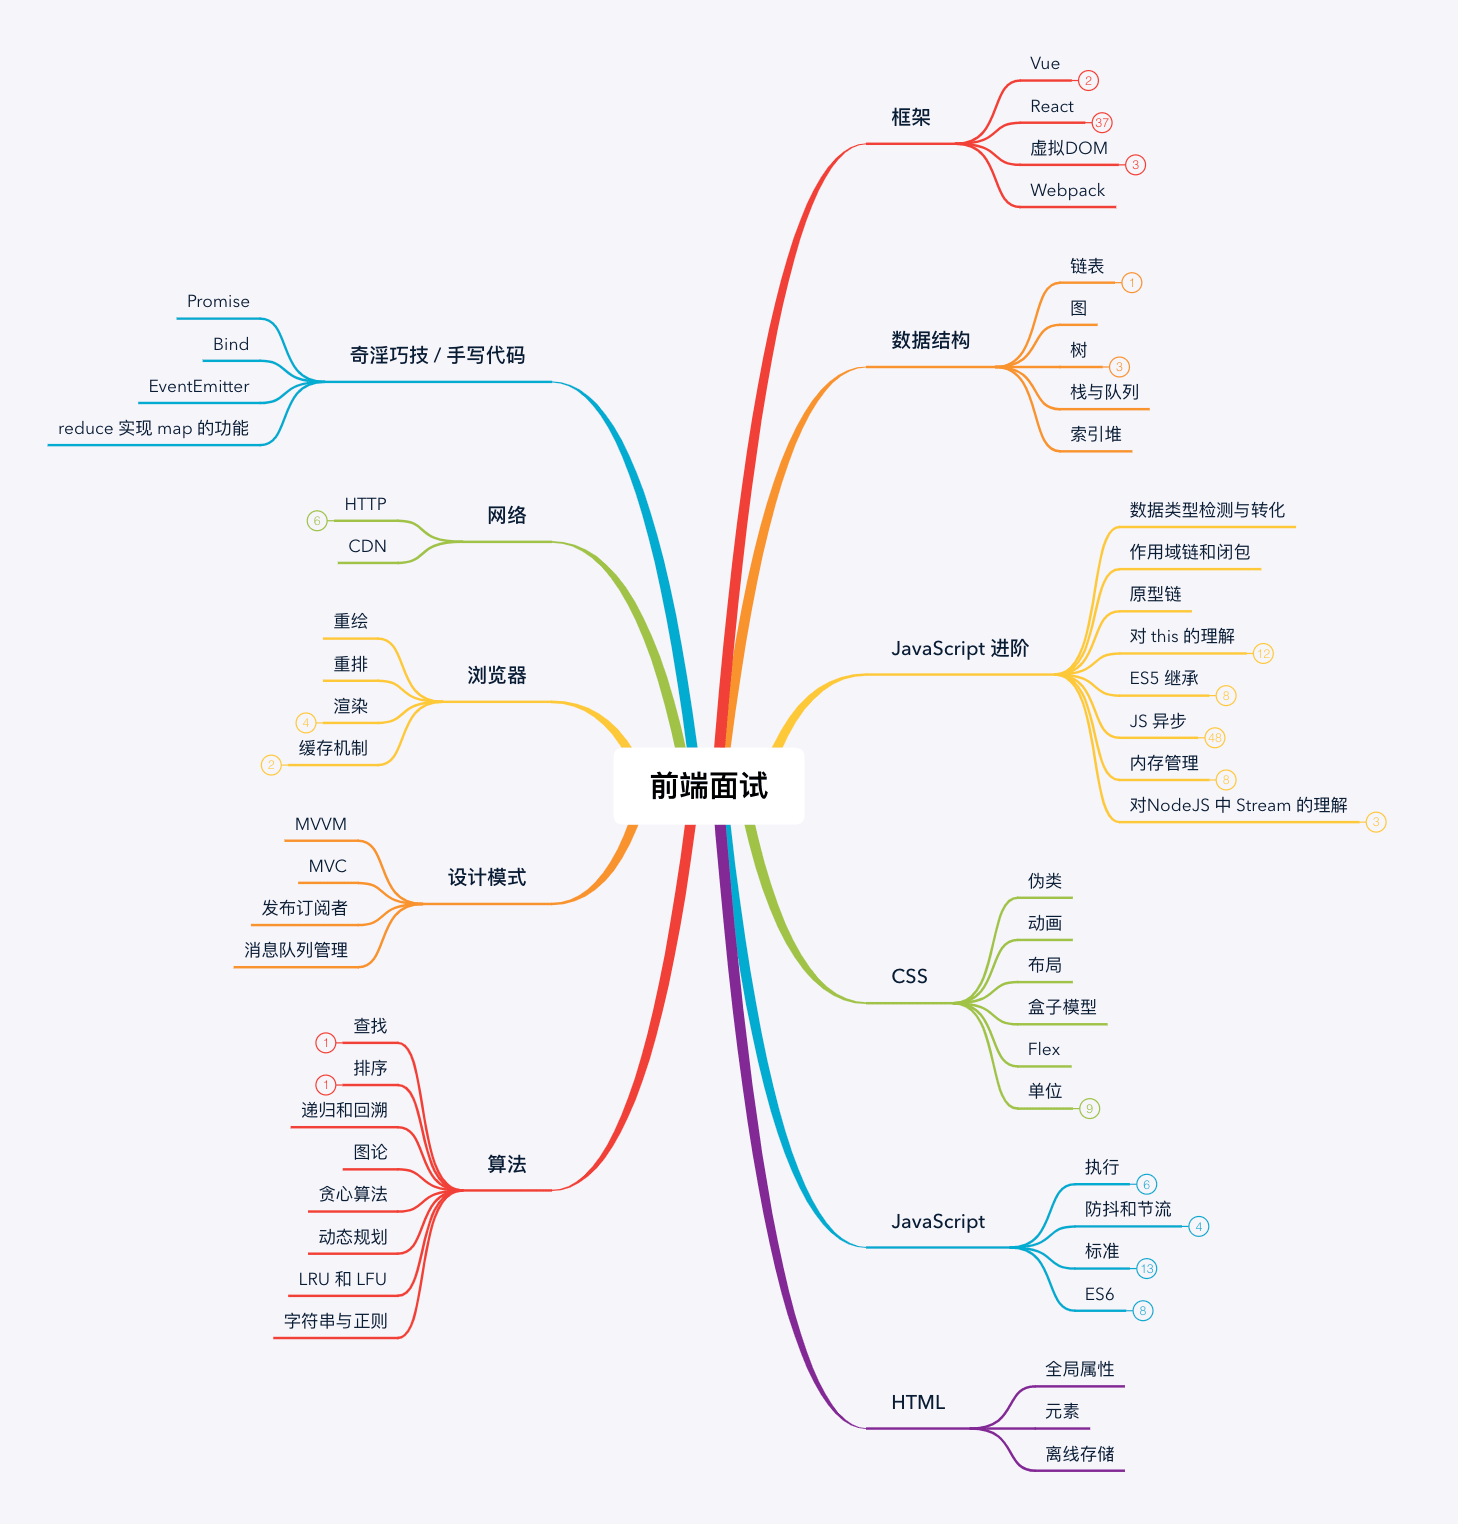 前端面试
框架
Vue
2
React
37
虚拟DOM
3
Webpack
数据结构
链表
1
图
树
3
栈与队列
索引堆
JavaScript 进阶
数据类型检测与转化
作用域链和闭包
原型链
对 this 的理解
12
ES5 继承
8
JS 异步
48
内存管理
8
对NodeJS 中 Stream 的理解
3
CSS
伪类
动画
布局
盒子模型
Flex
单位
9
JavaScript
执行
6
防抖和节流
4
标准
13
ES6
8
HTML
全局属性
元素
离线存储
奇淫巧技 / 手写代码
Promise
Bind
EventEmitter
reduce 实现 map 的功能
网络
HTTP
6
CDN
浏览器
重绘
重排
渲染
4
缓存机制
2
设计模式
MVVM
MVC
发布订阅者
消息队列管理
算法
查找
1
排序
1
递归和回溯
图论
贪心算法
动态规划
LRU 和 LFU
字符串与正则